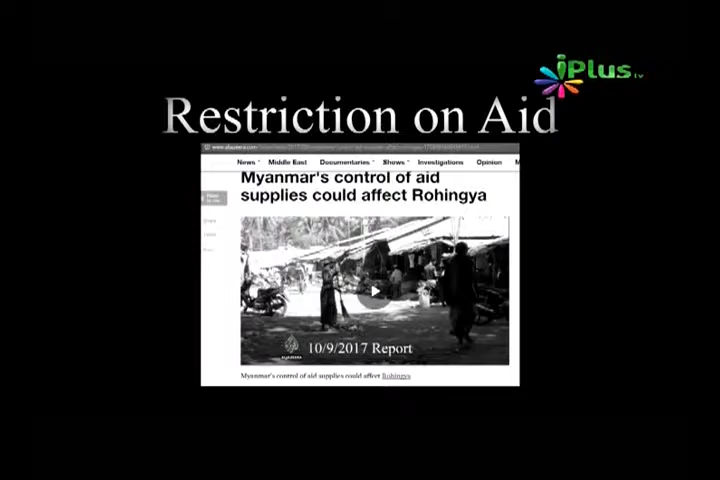 iPlus tv
Restriction on Aid
News Middle East Documentaries Shows Investigations Opinion M
Myanmar's control of aid
supplies could affect Rohingya
10/9/2017 Report
Myanmar's control of aid supplies could affect Rohingya